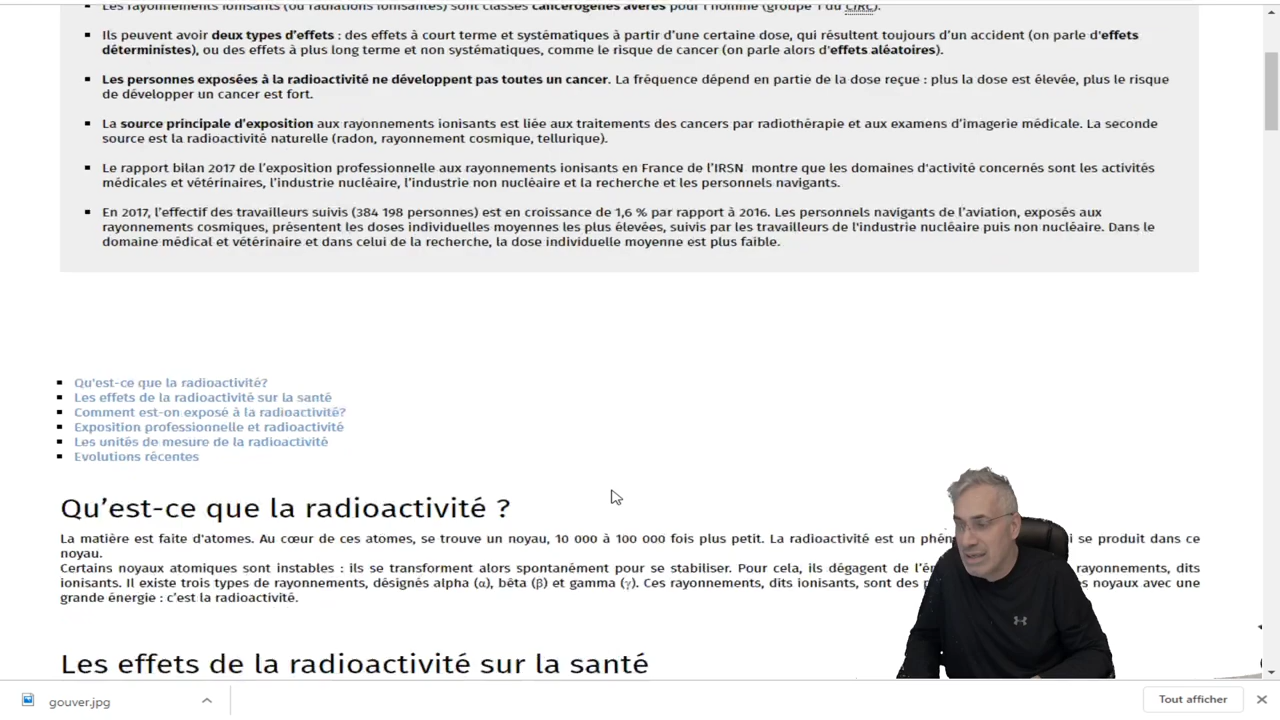 Les rayonnements ionisants (ou radiations ionisantes) sont classés cancérogènes avérés pour l'homme (groupe 1 du CIRC).
Ils peuvent avoir deux types d'effets : des effets à court terme et systématiques à partir d'une certaine dose, qui résultent toujours d'un accident (on parle d'effets
déterministes), ou des effets à plus long terme et non systématiques, comme le risque de cancer (on parle alors d'effets aléatoires).
Les personnes exposées à la radioactivité ne développent pas toutes un cancer. La fréquence dépend en partie de la dose reçue : plus la dose est élevée, plus le risque
de développer un cancer est fort.
La source principale d'exposition aux rayonnements ionisants est liée aux traitements des cancers par radiothérapie et aux examens d'imagerie médicale. La seconde
source est la radioactivité naturelle (radon, rayonnement cosmique, tellurique).
Le rapport bilan 2017 de l'exposition professionnelle aux rayonnements ionisants en France de l'IRSN montre que les domaines d'activité concernés sont les activités
médicales et vétérinaires, l'industrie nucléaire, l'industrie non nucléaire et la recherche et les personnels navigants.
En 2017, l'effectif des travailleurs suivis (384 198 personnes) est en croissance de 1,6 % par rapport à 2016. Les personnels navigants de l'aviation, exposés aux
rayonnements cosmiques, présentent les doses individuelles moyennes les plus élevées, suivis par les travailleurs de l'industrie nucléaire puis non nucléaire. Dans le
domaine médical et vétérinaire et dans celui de la recherche, la dose individuelle moyenne est plus faible.
Qu'est-ce que la radioactivité?
Les effets de la radioactivité sur la santé
Comment est-on exposé à la radioactivité?
Exposition professionnelle et radioactivité
Les unités de mesure de la radioactivité
Evolutions récentes
Qu'est-ce que la radioactivité ?
La matière est faite d'atomes. Au cœur de ces atomes, se trouve un noyau, 10 000 à 100 000 fois plus petit. La radioactivité est un se produit dans ce
noyau.
Certains noyaux atomiques sont instables : ils se transforment alors spontanément pour se stabiliser. Pour cela, ils dégagent de rayonnements, dits
ionisants. Il existe trois types de rayonnements, désignés alpha (α), bêta (β) et gamma (γ). Ces rayonnements, dits ionisants, sont des noyaux avec une
grande énergie : c'est la radioactivité.
Les effets de la radioactivité sur la santé
gouver.jpg
Tout afficher